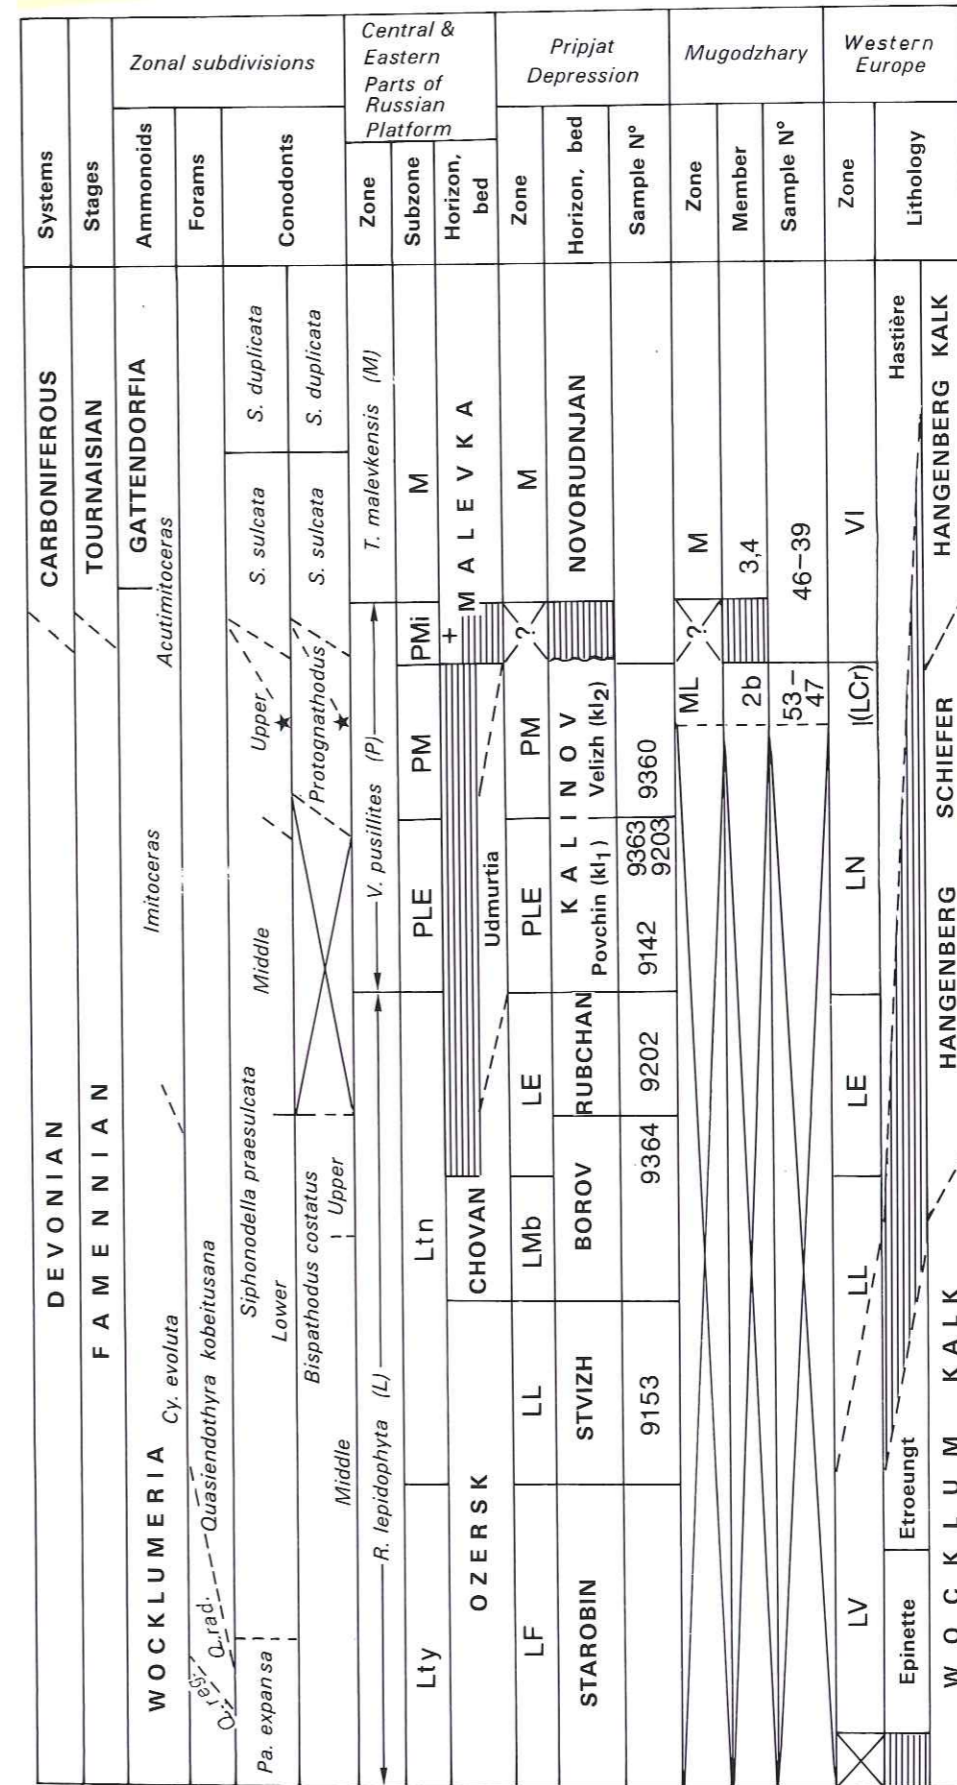 Systems
Stages
Zonal subdivisions
Ammonoids
Forams
Conodonts
Central &
Eastern
Parts of
Russian
Platform
Zone
Subzone
Horizon,
bed
Pripjat
Depression
Zone
Horizon, bed
Sample N°
Mugodzhary
Zone
Member
Sample N°
Western
Europe
Zone
Lithology
CARBONIFEROUS
DEVONIAN
TOURNAISIAN
FAMENNIAN
GATTENDORFIA
Acutimitoceras
Imitoceras
Cy. evoluta
WOCKLUMERIA
Quasiendothyra kobeitusana
Q. rad.
Q. reg.
S. duplicata
S. sulcata
Upper
★
Middle
Siphonodella praesulcata
Lower
Pa. expansa
S. duplicata
S. sulcata
Protognathodus
★
Bispathodus costatus
Upper
Middle
T. malevkensis (M)
V. pusillites (P)
R. lepidophyta (L)
M
PMi
PM
PLE
Ltn
Lty
MALEVKA
+
Udmurtia
CHOVAN
OZERSK
M
?
PM
PLE
LE
LMb
LL
LF
NOVORUDNJAN
KALINOV
Velizh (kl2)
Povchin (kl1)
RUBCHAN
BOROV
STVIZH
STAROBIN
9360
9363
9203
9142
9202
9364
9153
M
?
ML
3,4
2b
46–39
53–
47
VI
(LCr)
LN
LE
LL
LV
Hastière
Etroeungt
Epinette
HANGENBERG KALK
HANGENBERG SCHIEFER
WOCKLUM KALK